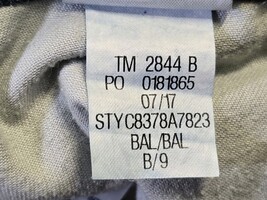 TM 2844 B
PO 0181865
07/17
STYC8378A7823
BAL/BAL
B/9